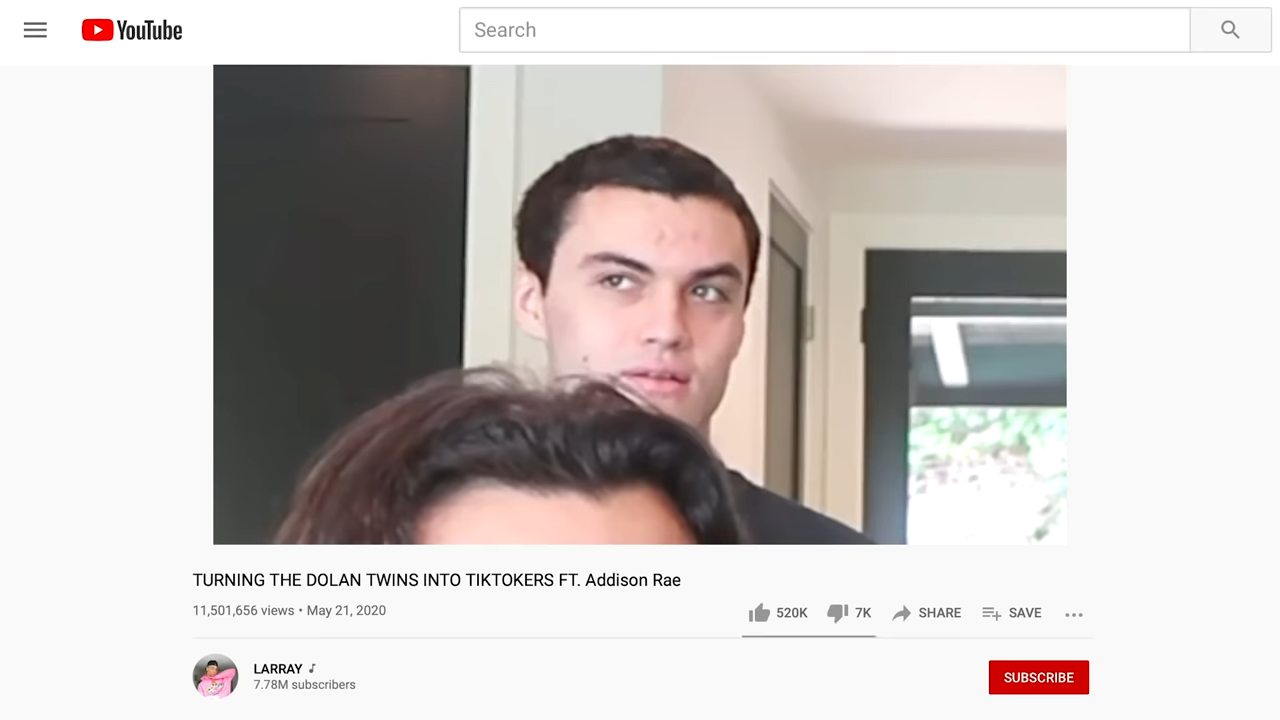 YouTube
Search
TURNING THE DOLAN TWINS INTO TIKTOKERS FT. Addison Rae
11,501,656 views • May 21, 2020
520K
7K
SHARE
SAVE
LARRAY
7.78M subscribers
SUBSCRIBE